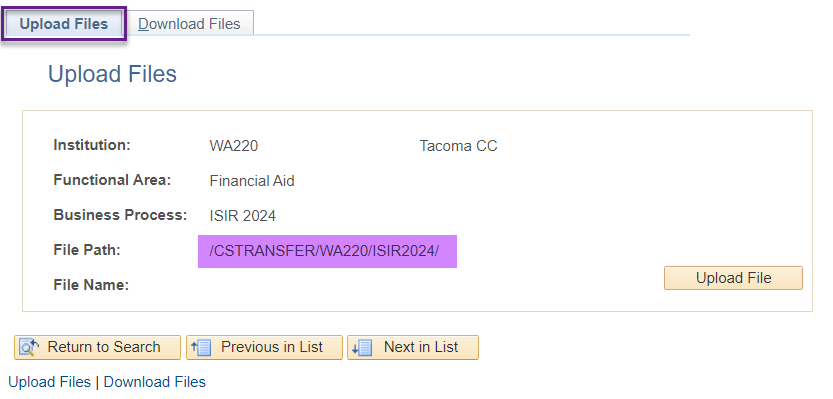 Upload Files Download Files
Upload Files
Institution: WA220 Tacoma CC
Functional Area: Financial Aid
Business Process: ISIR 2024
File Path: /CSTRANSFER/WA220/ISIR2024/
File Name: Upload File
Return to Search Previous in List Next in List
Upload Files | Download Files